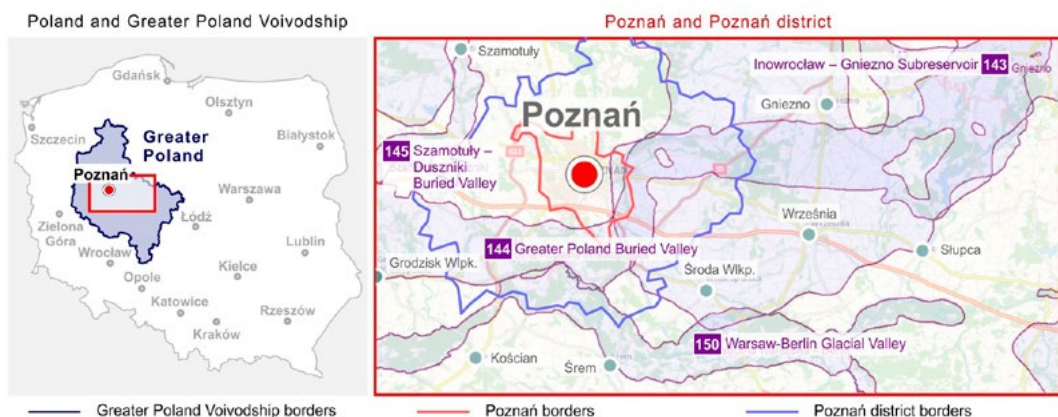 Poland and Greater Poland Voivodship
Gdańsk
Olsztyn
Szczecin
Białystok
Greater
Poland
Poznań
Warszawa
Zielona
Góra
Łódź
Wrocław
Lublin
Opole
Kielce
Katowice
Rzeszów
Kraków
Poznań and Poznań district
Szamotuły
Inowrocław – Gniezno Subreservoir 143
Gniezno
Gniezno
Poznań
145 Szamotuły –
Duszniki
Buried Valley
Września
144 Greater Poland Buried Valley
Słupca
Grodzisk Wlpk.
Środa Wlkp.
150 Warsaw-Berlin Glacial Valley
Kościan
Śrem
Greater Poland Voivodship borders
Poznań borders
Poznań district borders